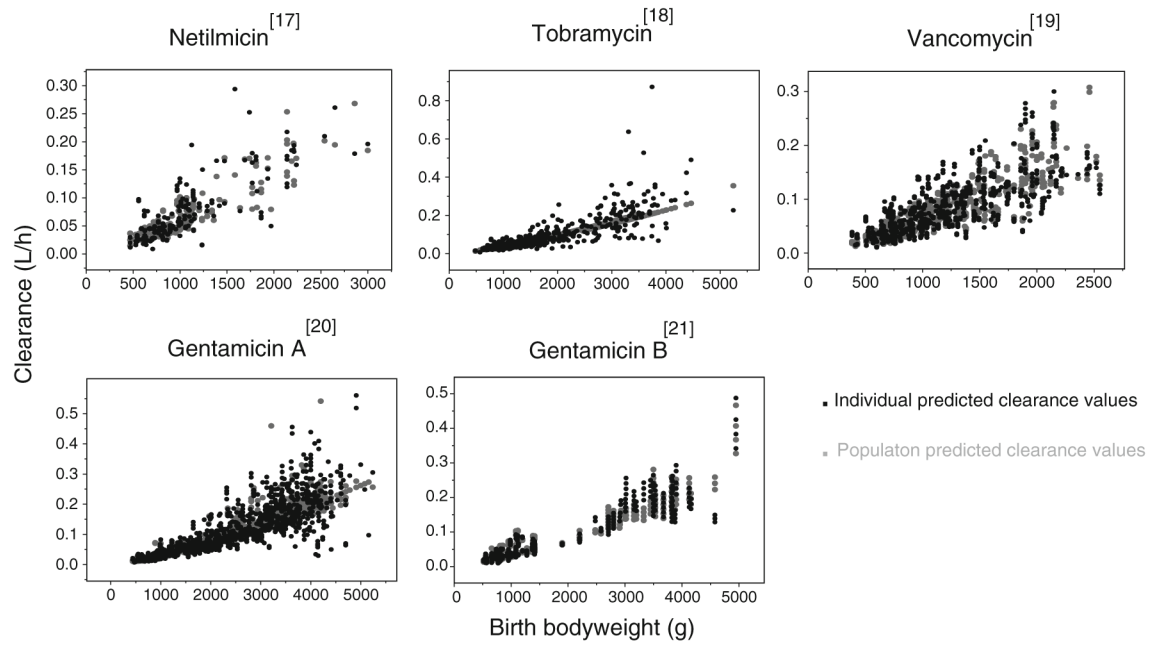 Netilmicin[17]
Tobramycin[18]
Vancomycin[19]
0.30
0.25
0.20
0.15
0.10
0.05
0.00
0 500 1000 1500 2000 2500 3000
0.8
0.6
0.4
0.2
0.0
0 1000 2000 3000 4000 5000
0.3
0.2
0.1
0.0
0 500 1000 1500 2000 2500
Clearance (L/h)
Gentamicin A[20]
Gentamicin B[21]
0.5
0.4
0.3
0.2
0.1
0.0
0 1000 2000 3000 4000 5000
0.5
0.4
0.3
0.2
0.1
0.0
0 1000 2000 3000 4000 5000
Individual predicted clearance values
Populaton predicted clearance values
Birth bodyweight (g)